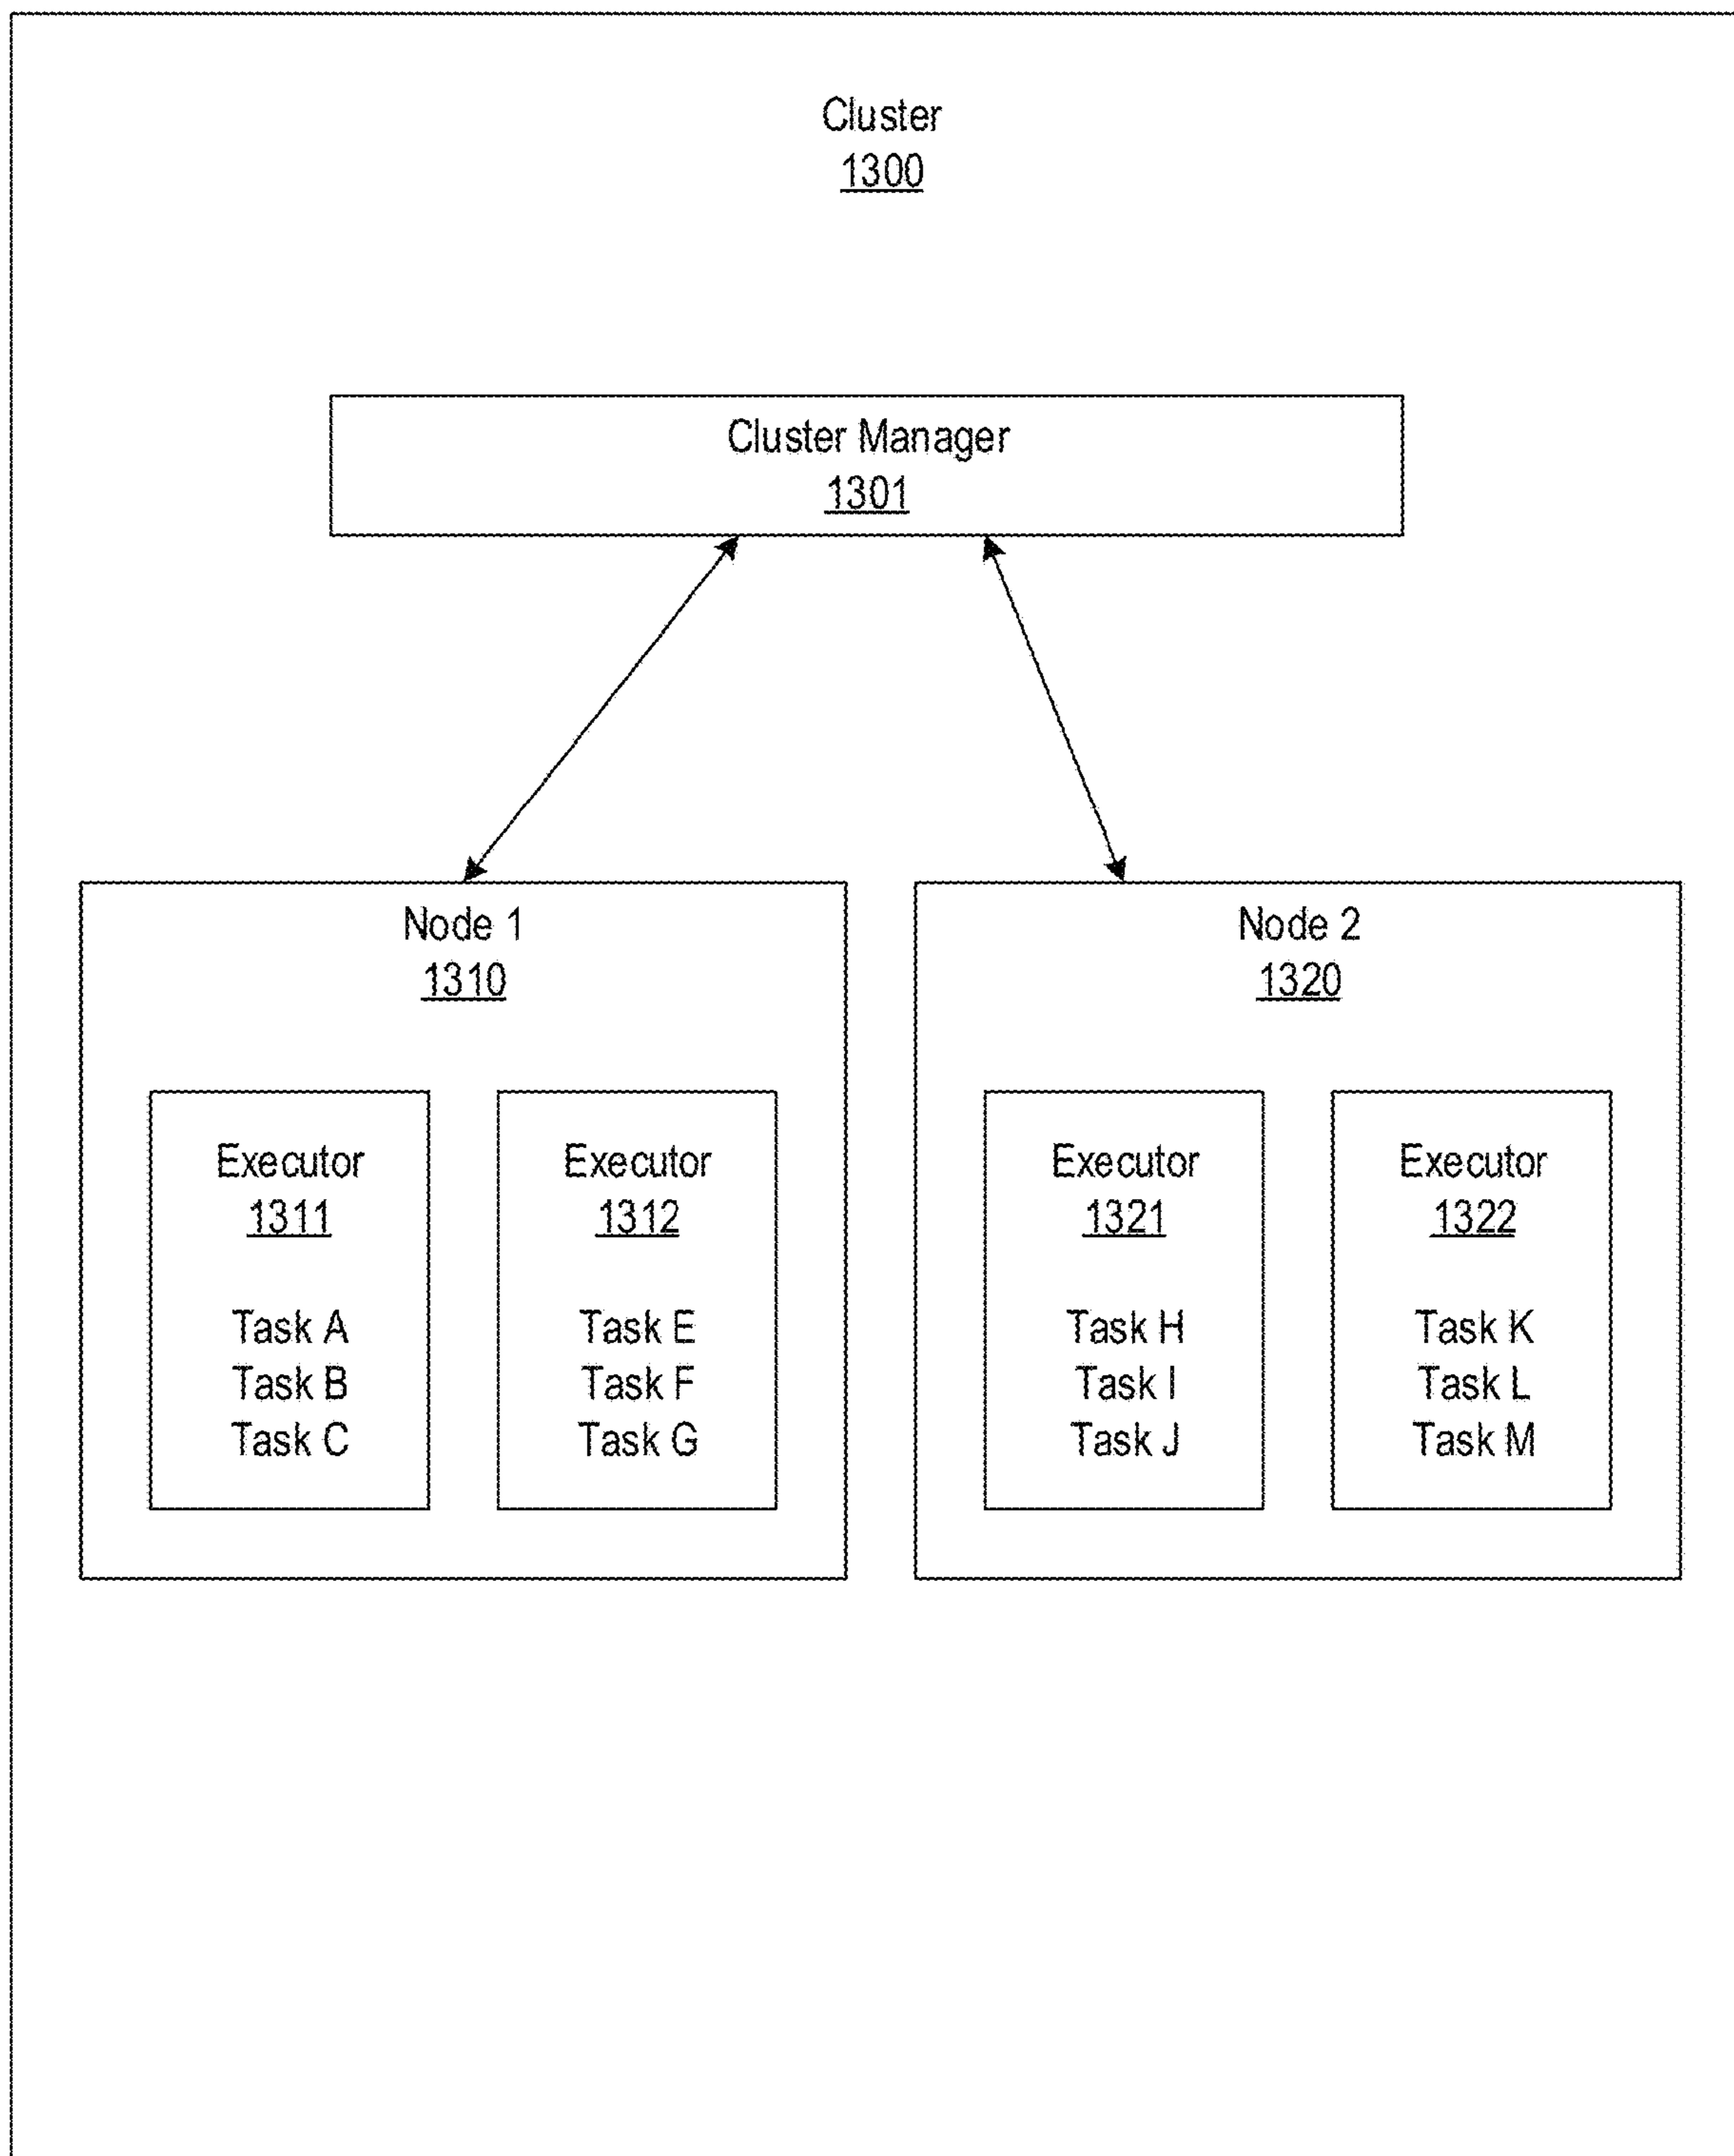 Cluster
1300
Cluster Manager
1301
Node 1
1310
Executor
1311
Task A
Task B
Task C
Executor
1312
Task E
Task F
Task G
Node 2
1320
Executor
1321
Task H
Task I
Task J
Executor
1322
Task K
Task L
Task M